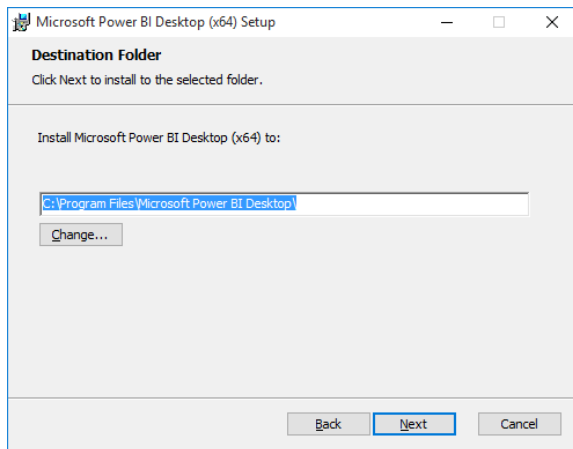 Microsoft Power BI Desktop (x64) Setup
Destination Folder
Click Next to install to the selected folder.
Install Microsoft Power BI Desktop (x64) to:
C:\Program Files\Microsoft Power BI Desktop\
Change...
Back Next Cancel